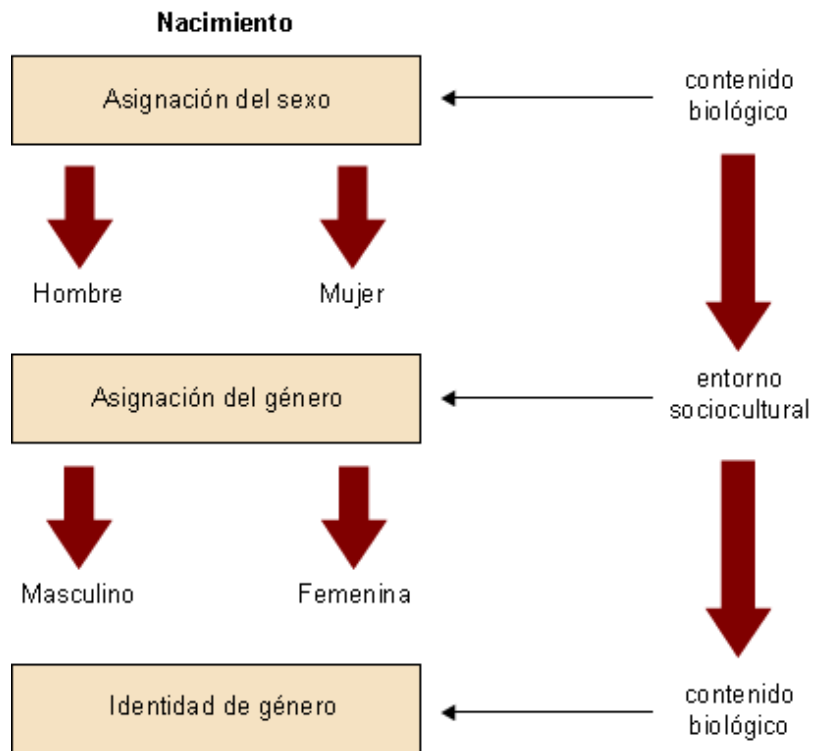 Nacimiento
Asignación del sexo
contenido
biológico
Hombre
Mujer
Asignación del género
entorno
sociocultural
Masculino
Femenina
Identidad de género
contenido
biológico